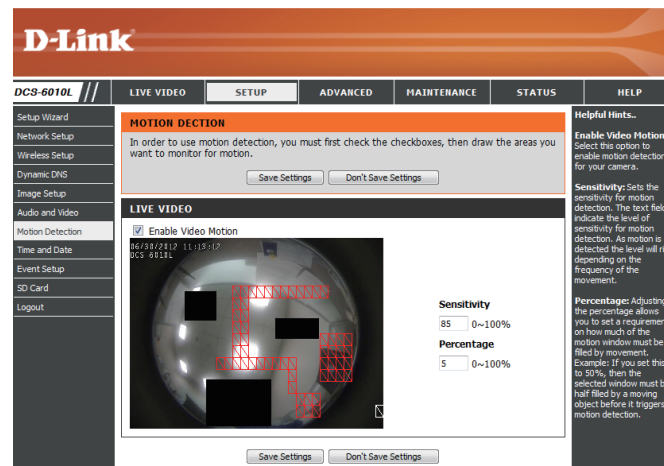 D-Link
DCS-6010L
LIVE VIDEO
SETUP
ADVANCED
MAINTENANCE
STATUS
HELP
Setup Wizard
Network Setup
Wireless Setup
Dynamic DNS
Image Setup
Audio and Video
Motion Detection
Time and Date
Event Setup
SD Card
Logout
MOTION DECTION
In order to use motion detection, you must first check the checkboxes, then draw the areas you
want to monitor for motion.
Save Settings
Don't Save Settings
LIVE VIDEO
Enable Video Motion
06/30/2012 11:13:12
DCS 6010L
Sensitivity
85 0~100%
Percentage
5 0~100%
Save Settings
Don't Save Settings
Helpful Hints..
Enable Video Motion
Select this option to
enable motion detection
for your camera.
Sensitivity: Sets the
sensitivity for motion
detection. The text field
indicate the level of
sensitivity for motion
detection. As motion is
detected the level will
depending on the
frequency of the
movement.
Percentage: Adjusting
the percentage allows
you to set a requirement
on how much of the
motion window must be
filled by movement.
Example: If you set this
to 50%, then the
selected window must
half filled by a moving
object before it triggers
motion detection.